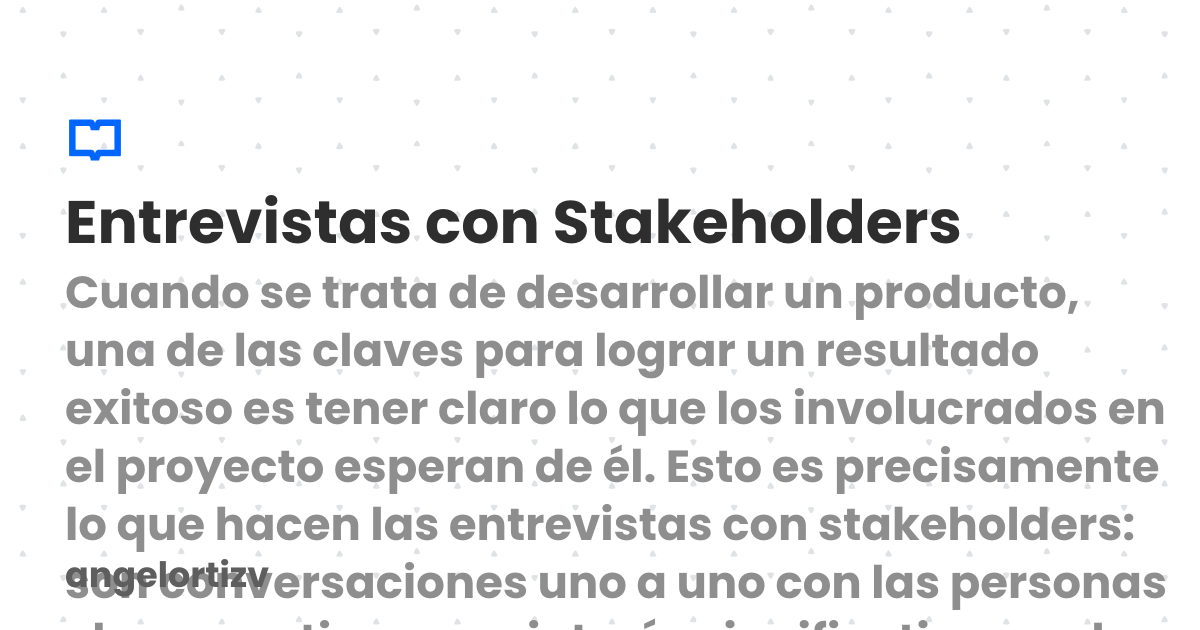 Entrevistas con Stakeholders
Cuando se trata de desarrollar un producto,
una de las claves para lograr un resultado
exitoso es tener claro lo que los involucrados en
el proyecto esperan de él. Esto es precisamente
lo que hacen las entrevistas con stakeholders:
angelortizv
son conversaciones uno a uno con las personas